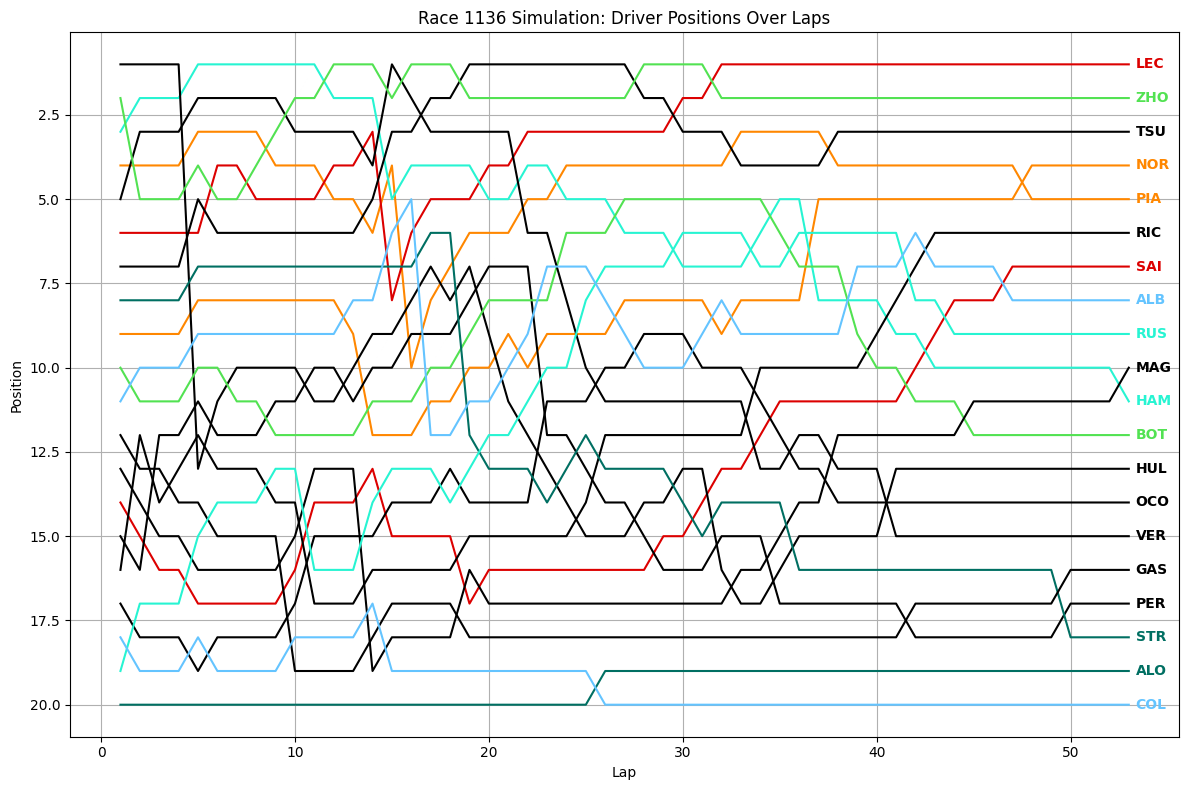 Race 1136 Simulation: Driver Positions Over Laps
LEC
ZHO
2.5
TSU
NOR
5.0
PIA
RIC
SAI
7.5
ALB
RUS
10.0
MAG
Position
HAM
BOT
12.5
HUL
OCO
15.0
VER
GAS
PER
17.5
STR
ALO
20.0
COL
0
10
20
30
40
50
Lap